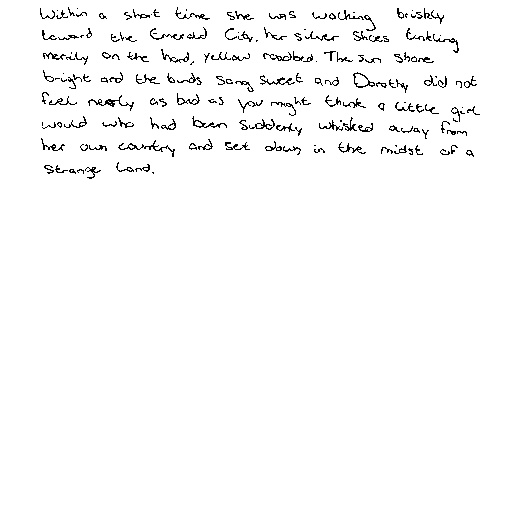 Within a short time she was walking briskly
toward the Emerald City, her silver shoes tinkling
merrily on the hard, yellow roadbed. The sun shone
bright and the birds sang sweet and Dorothy did not
feel nearly as bad as you might think a little girl
would who had been suddenly whisked away from
her own country and set down in the midst of a
strange land.